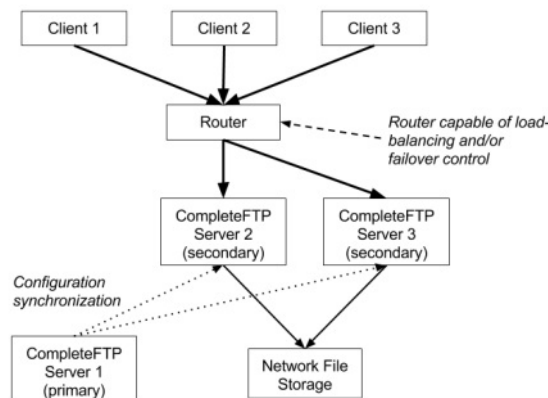 Client 1
Client 2
Client 3
Router
Router capable of load-
balancing and/or
failover control
CompleteFTP
Server 2
(secondary)
CompleteFTP
Server 3
(secondary)
Configuration
synchronization
CompleteFTP
Server 1
(primary)
Network File
Storage